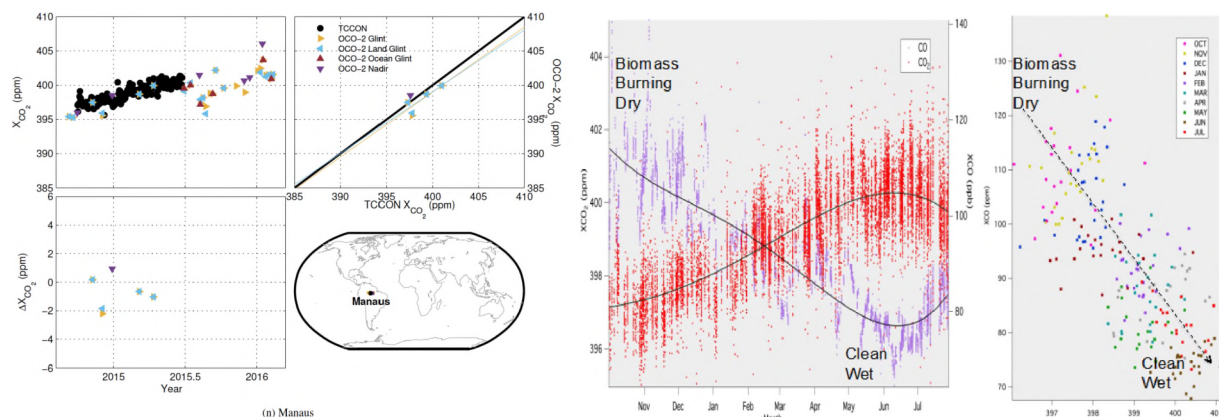 410
405
400
395
390
385
X_CO2 (ppm)
TCCON
OCO-2 Glint
OCO-2 Land Glint
OCO-2 Ocean Glint
OCO-2 Nadir
410
405
400
395
390
385
OCO-2 X_CO2 (ppm)
385 390 395 400 405 410
TCCON X_CO2 (ppm)
6
4
2
0
-2
-4
-6
ΔX_CO2 (ppm)
2015 2015.5 2016
Year
Manaus
(n) Manaus
404
402
400
398
396
XCO2 (ppm)
Biomass
Burning
Dry
CO
CO2
140
120
100
80
XCO (ppb)
Clean
Wet
Nov Dec Jan Feb Mar Apr May Jun Jul
Biomass
Burning
Dry
OCT
NOV
DEC
JAN
FEB
MAR
APR
MAY
JUN
JUL
130
120
110
100
90
80
70
XCO (ppm)
Clean
Wet
397 398 399 400